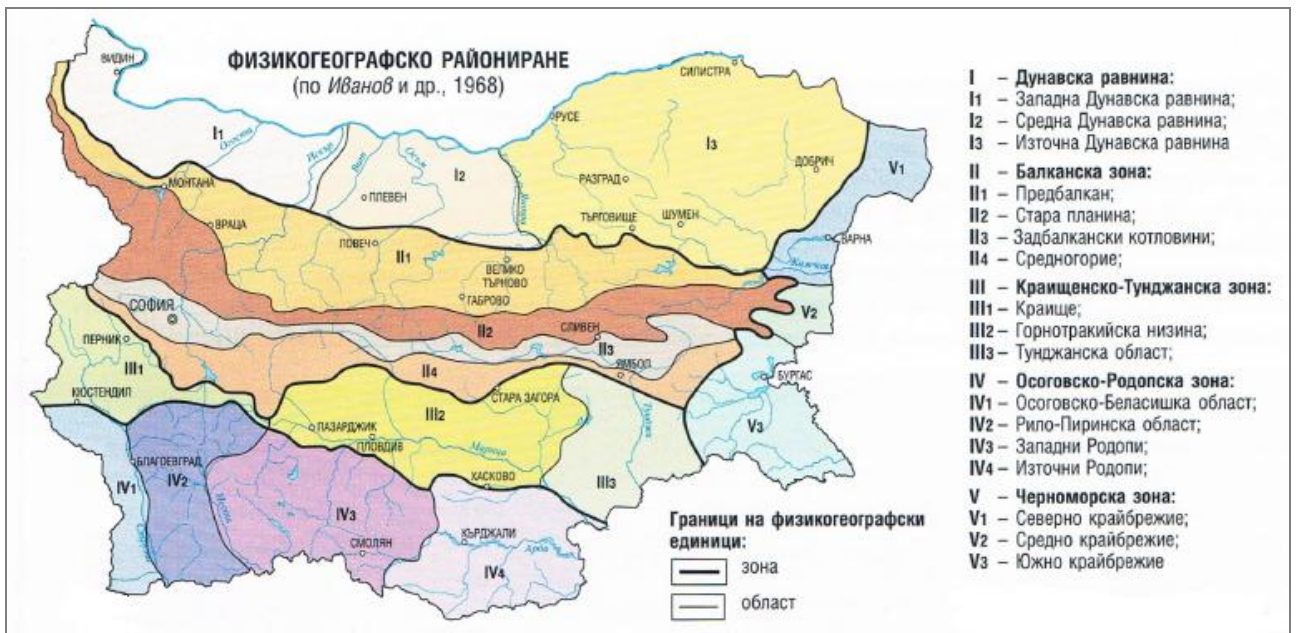 ФИЗИКОГЕОГРАФСКО РАЙОНИРАНЕ
(по Иванов и др., 1968)
ВИДИН
СИЛИСТРА
РУСЕ
I1
Огоста
Искър
Вит
Осъм
I2
ПЛЕВЕН
I3
ДОБРИЧ
РАЗГРАД
V1
МОНТАНА
ВРАЦА
ЛОВЕЧ
ТЪРГОВИЩЕ
ШУМЕН
ВАРНА
Камчия
II1
ВЕЛИКО
ТЪРНОВО
ГАБРОВО
СОФИЯ
II2
СЛИВЕН
V2
II3
ПЕРНИК
III1
II4
ЯМБОЛ
БУРГАС
КЮСТЕНДИЛ
СТАРА ЗАГОРА
III2
Тунджа
ПАЗАРДЖИК
ПЛОВДИВ
Марица
V3
БЛАГОЕВГРАД
ХАСКОВО
III3
IV1
IV2
Места
IV3
СМОЛЯН
КЪРДЖАЛИ
Арда
IV4
Граници на физикогеографски
единици:
зона
област
I – Дунавска равнина:
I1 – Западна Дунавска равнина;
I2 – Средна Дунавска равнина;
I3 – Източна Дунавска равнина
II – Балканска зона:
II1 – Предбалкан;
II2 – Стара планина;
II3 – Задбалкански котловини;
II4 – Средногорие;
III – Краищенско-Тунджанска зона:
III1 – Краище;
III2 – Горнотракийска низина;
III3 – Тунджанска област;
IV – Осоговско-Родопска зона:
IV1 – Осоговско-Беласишка област;
IV2 – Рило-Пиринска област;
IV3 – Западни Родопи;
IV4 – Източни Родопи;
V – Черноморска зона:
V1 – Северно крайбрежие;
V2 – Средно крайбрежие;
V3 – Южно крайбрежие